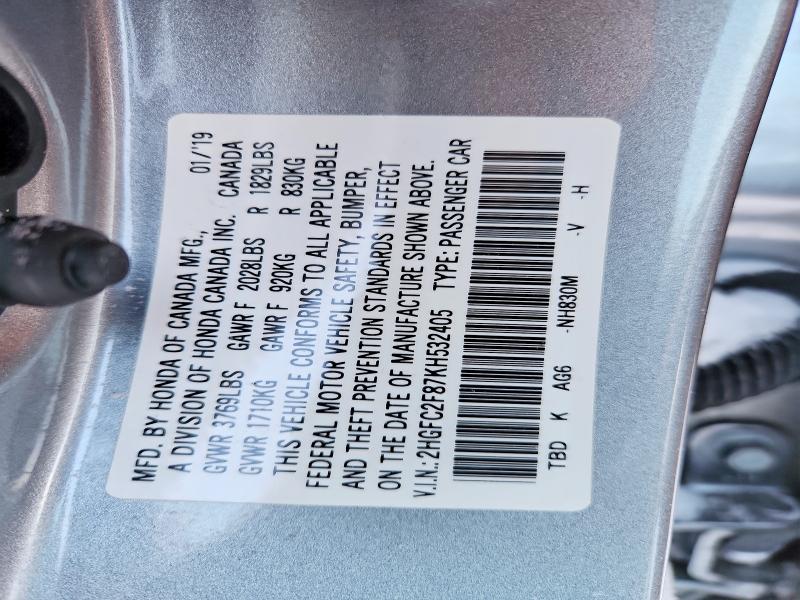 MFD. BY HONDA OF CANADA MFG., 01/'19
A DIVISION OF HONDA CANADA INC. CANADA
GVWR 3769LBS GAWR F 2028LBS R 1829LBS
GVWR 1710KG GAWR F 920KG R 830KG
THIS VEHICLE CONFORMS TO ALL APPLICABLE
FEDERAL MOTOR VEHICLE SAFETY, BUMPER,
AND THEFT PREVENTION STANDARDS IN EFFECT
ON THE DATE OF MANUFACTURE SHOWN ABOVE.
V.I.N.: 2HGFC2F87KH532405 TYPE: PASSENGER CAR
TBD K AG6 -NH830M -V -H